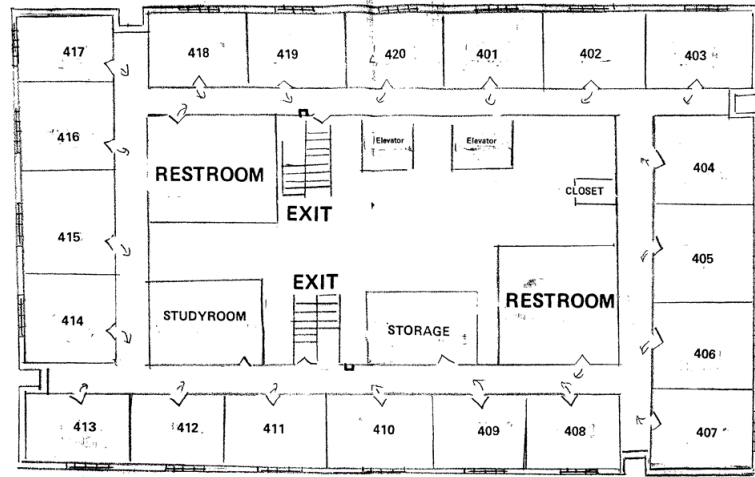 417
418
419
420
401
402
403
416
Elevator
Elevator
RESTROOM
404
CLOSET
EXIT
415
405
EXIT
RESTROOM
414
STUDYROOM
STORAGE
406
413
412
411
410
409
408
407